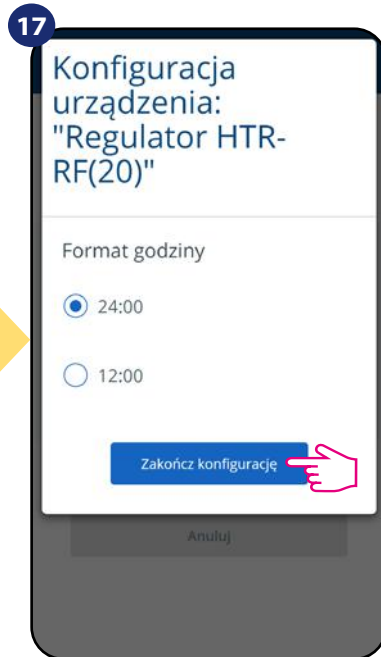 17
Konfiguracja
urządzenia:
"Regulator HTR-
RF(20)"
Format godziny
24:00
12:00
Zakończ konfigurację
Anuluj